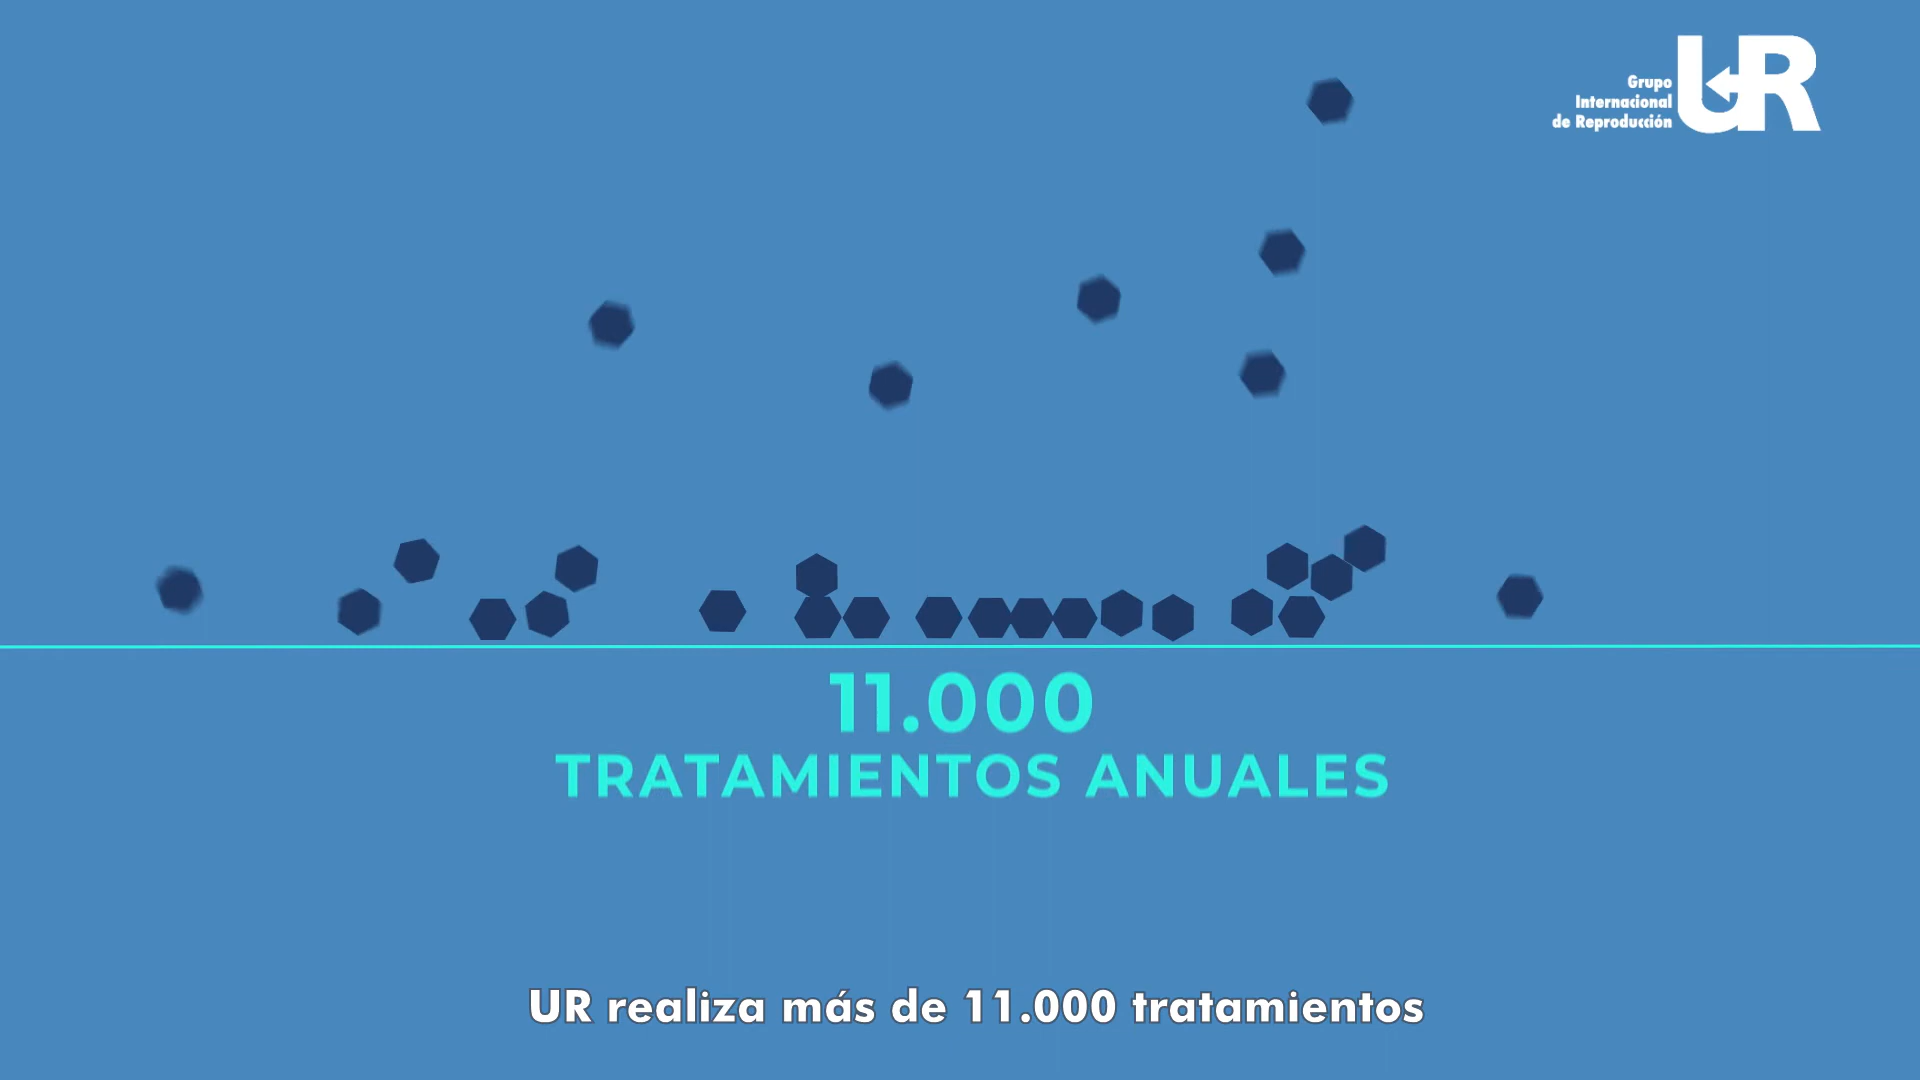 Grupo
Internacional
de Reproducción
UR
11.000
TRATAMIENTOS ANUALES
UR realiza más de 11.000 tratamientos